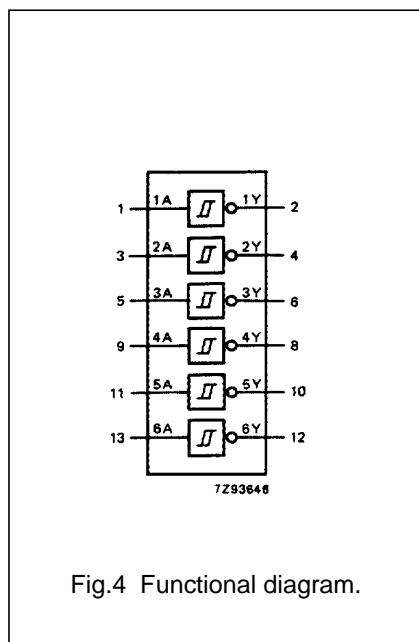 1 1A 1Y 2
3 2A 2Y 4
5 3A 3Y 6
9 4A 4Y 8
11 5A 5Y 10
13 6A 6Y 12
7Z93646
Fig.4 Functional diagram.